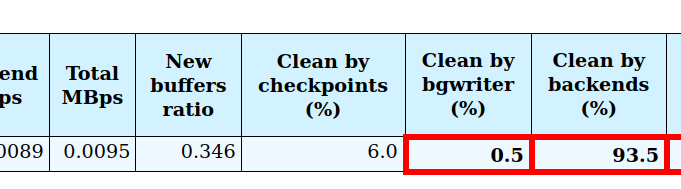 end
ps
Total
MBps
New
buffers
ratio
Clean by
checkpoints
(%)
Clean by
bgwriter
(%)
Clean by
backends
(%)
0089 0.0095 0.346 6.0 0.5 93.5